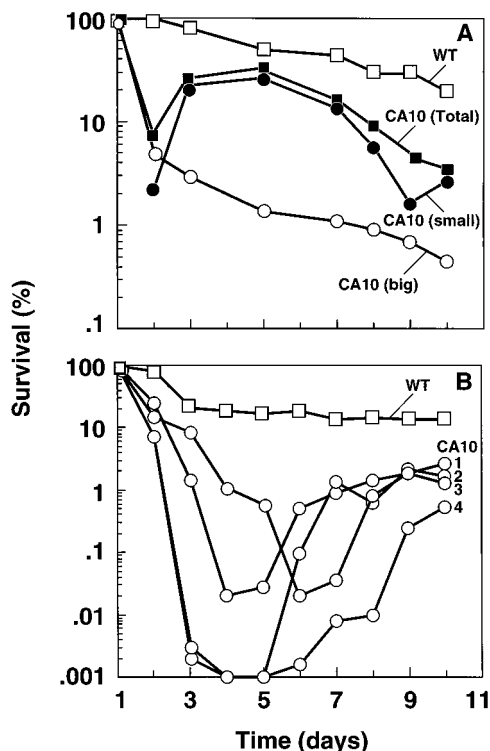 A
100
10
1
.1
WT
CA10 (Total)
CA10 (small)
CA10 (big)
Survival (%)
B
100
10
1
.1
.01
.001
WT
CA10
1
2
3
4
1 3 5 7 9 11
Time (days)